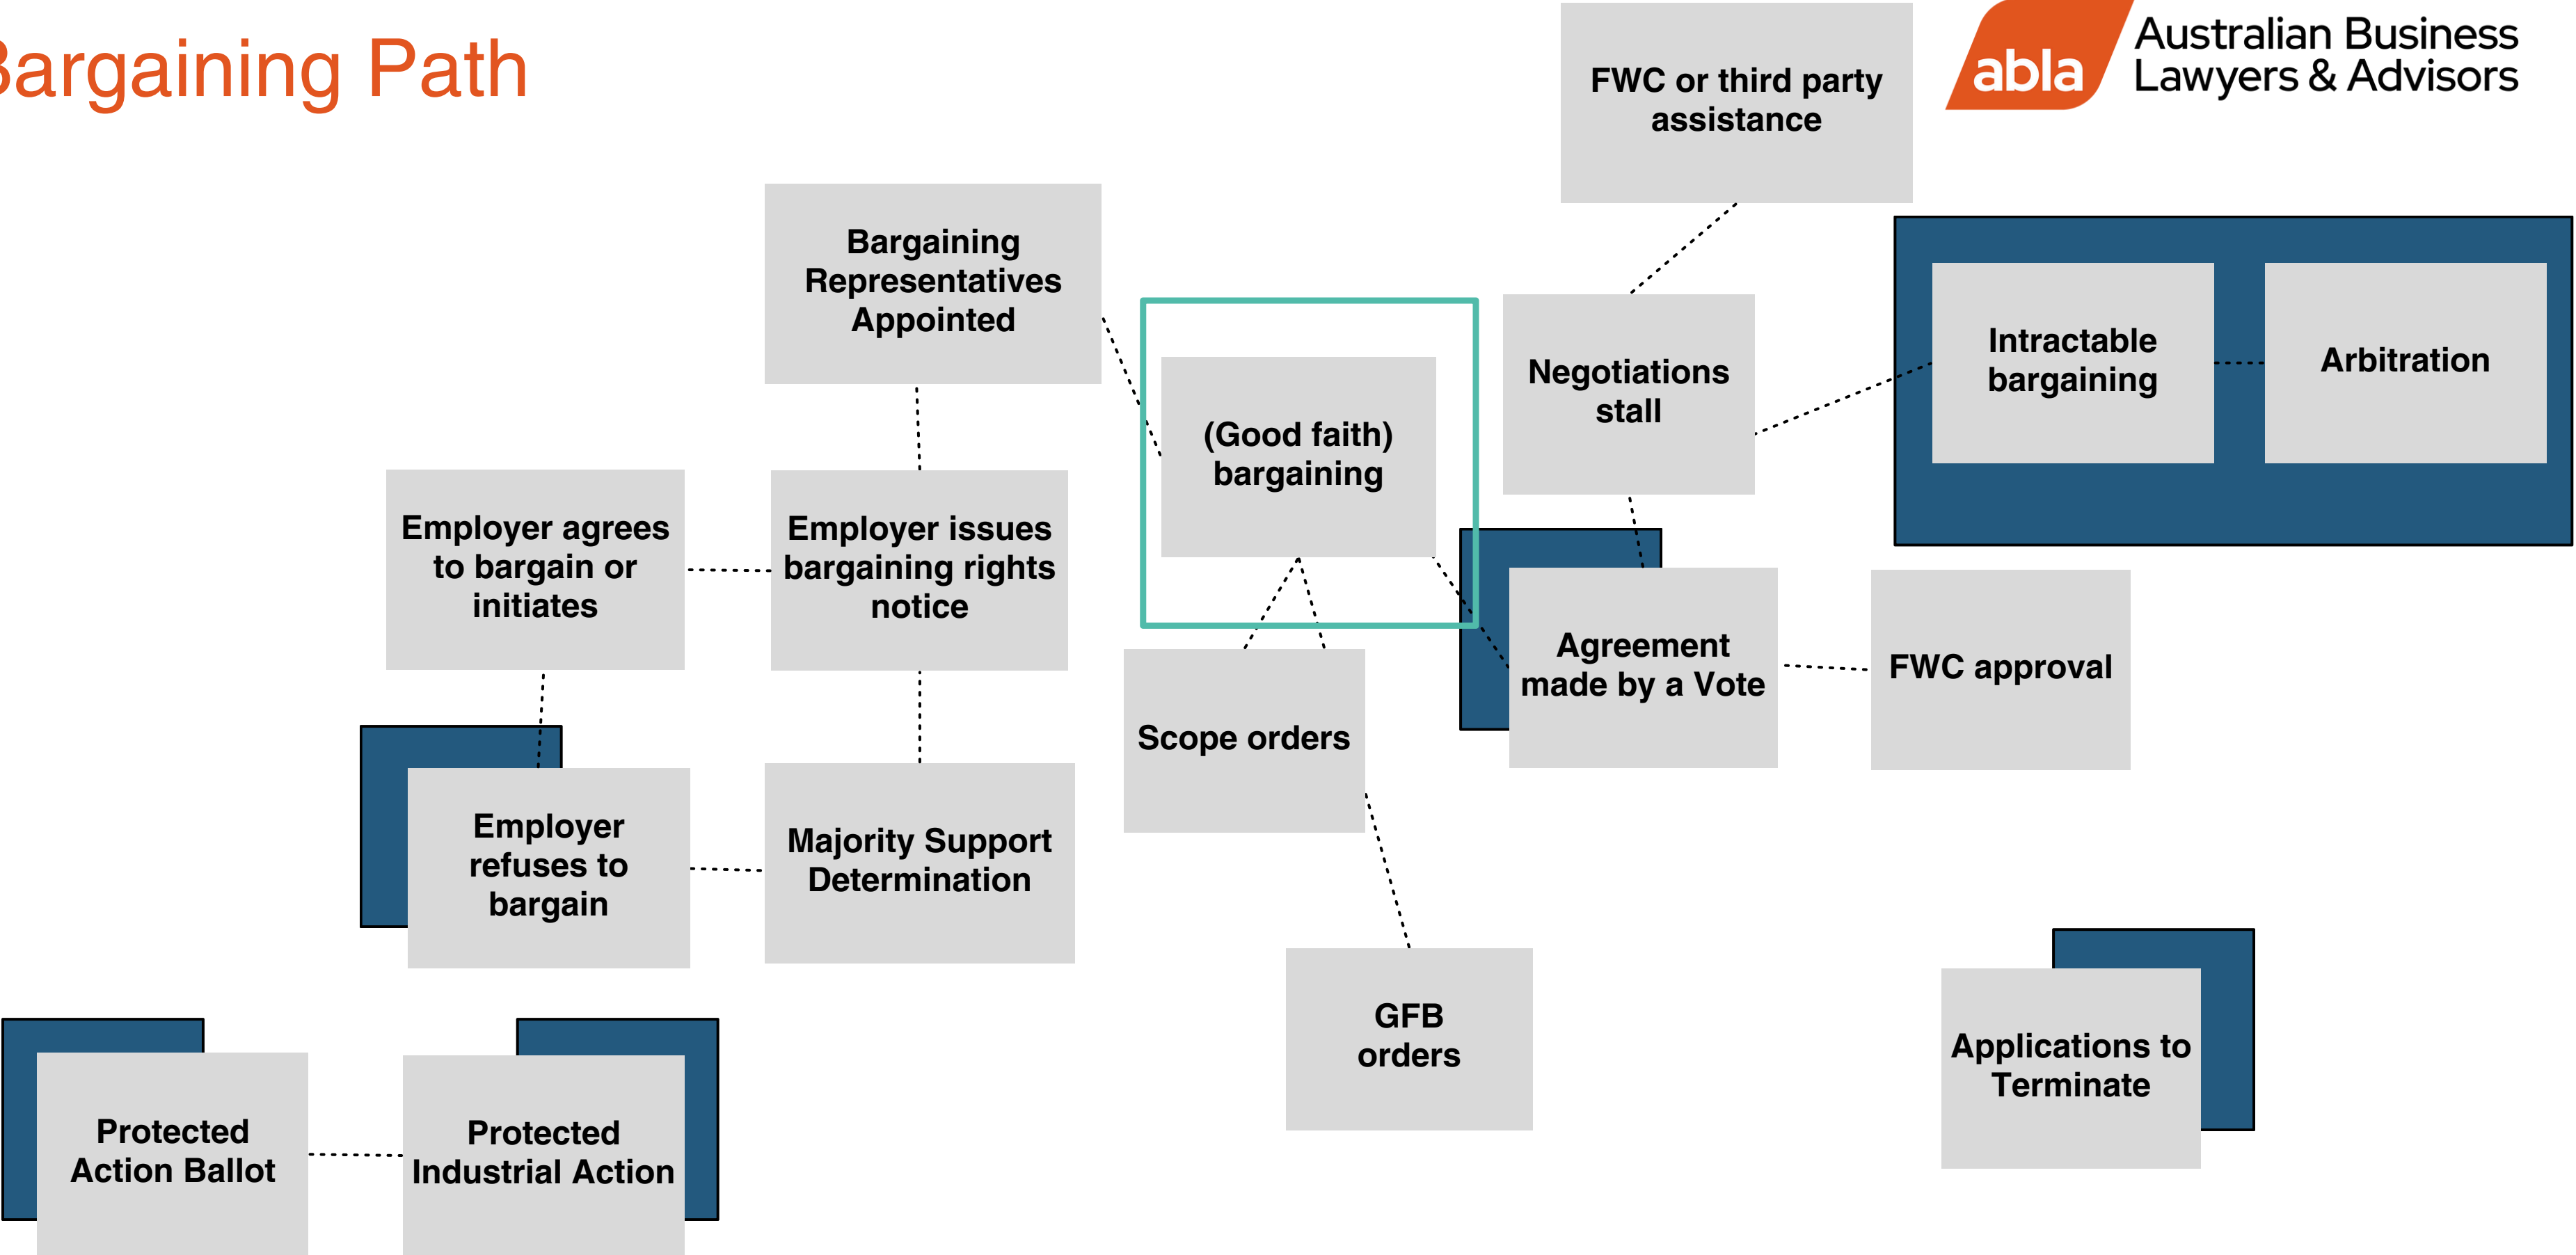 Bargaining Path
abla
Australian Business
Lawyers & Advisors
FWC or third party
assistance
Bargaining
Representatives
Appointed
Intractable
bargaining
Arbitration
Negotiations
stall
(Good faith)
bargaining
Employer agrees
to bargain or
initiates
Employer issues
bargaining rights
notice
Agreement
made by a Vote
FWC approval
Scope orders
Employer
refuses to
bargain
Majority Support
Determination
GFB
orders
Applications to
Terminate
Protected
Action Ballot
Protected
Industrial Action